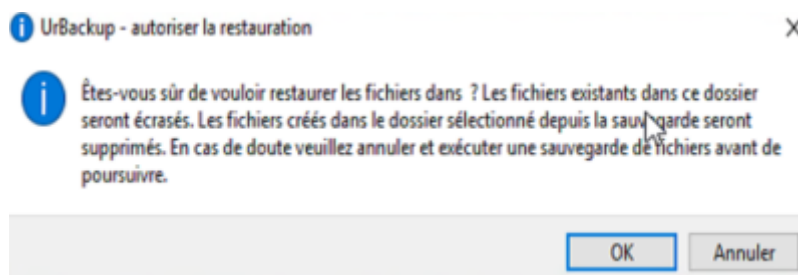 UrBackup - autoriser la restauration
Êtes-vous sûr de vouloir restaurer les fichiers dans ? Les fichiers existants dans ce dossier
seront écrasés. Les fichiers créés dans le dossier sélectionné depuis la sauvegarde seront
supprimés. En cas de doute veuillez annuler et exécuter une sauvegarde de fichiers avant de
poursuivre.
OK Annuler